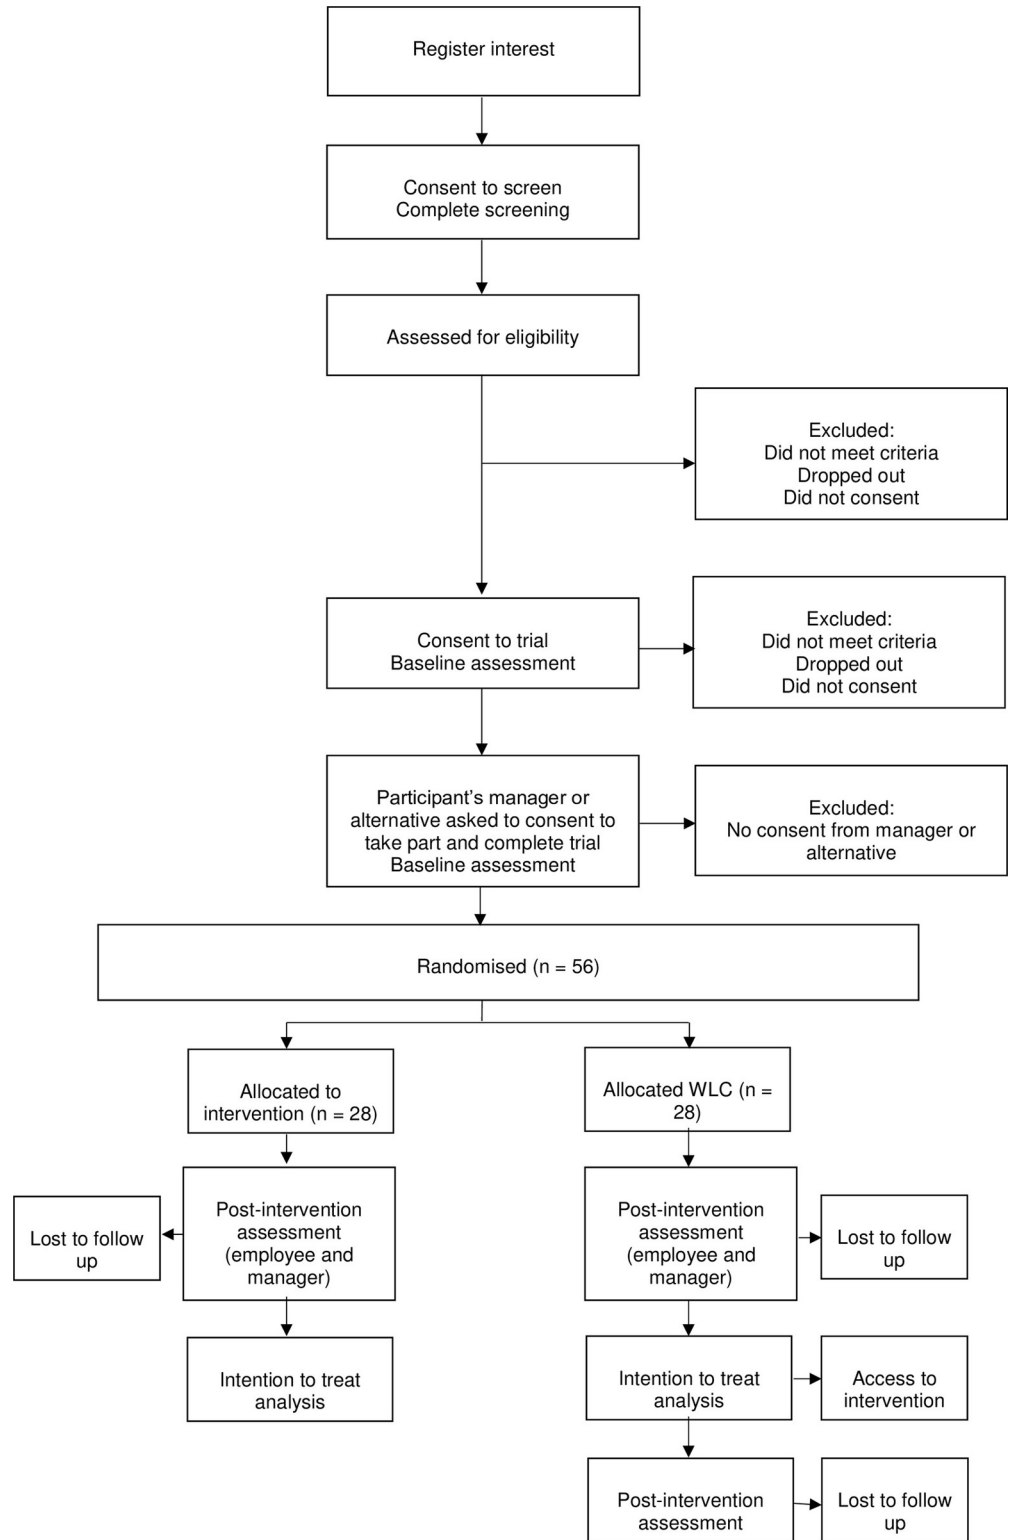 Register interest
Consent to screen
Complete screening
Assessed for eligibility
Excluded:
Did not meet criteria
Dropped out
Did not consent
Consent to trial
Baseline assessment
Excluded:
Did not meet criteria
Dropped out
Did not consent
Participant's manager or
alternative asked to consent to
take part and complete trial
Baseline assessment
Excluded:
No consent from manager or
alternative
Randomised (n = 56)
Allocated to
intervention (n = 28)
Allocated WLC (n =
28)
Lost to follow
up
Post-intervention
assessment
(employee and
manager)
Post-intervention
assessment
(employee and
manager)
Lost to follow
up
Intention to treat
analysis
Intention to treat
analysis
Access to
intervention
Post-intervention
assessment
Lost to follow
up